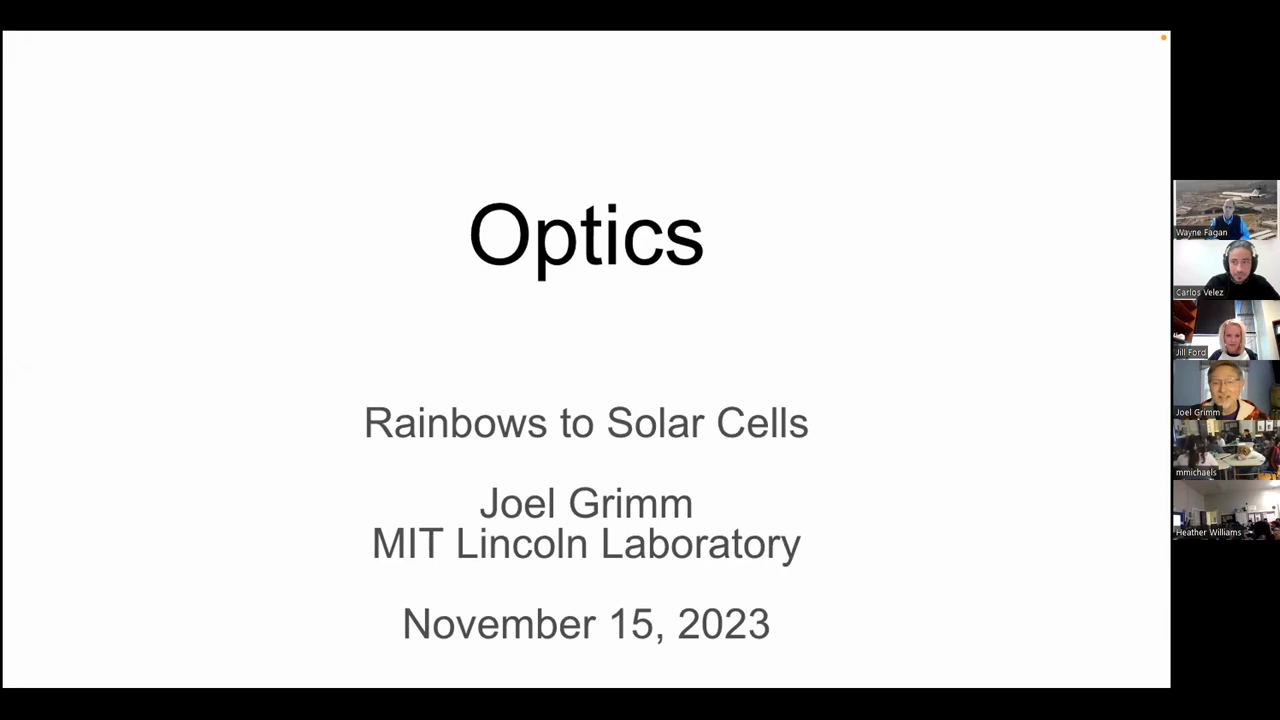 Optics
Rainbows to Solar Cells
Joel Grimm
MIT Lincoln Laboratory
November 15, 2023
Wayne Fagan
Carlos Velez
Jill Ford
Joel Grimm
mmichaels
Heather Williams